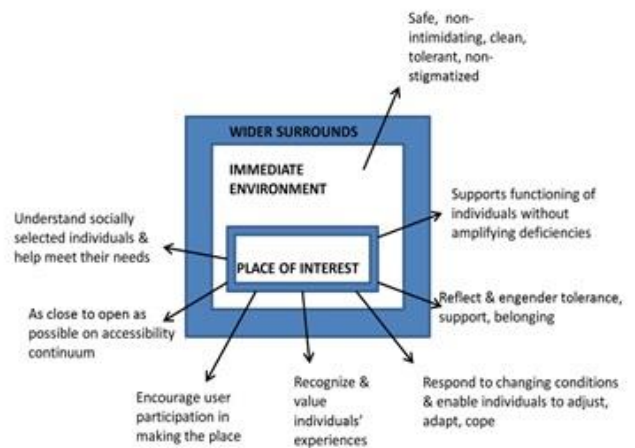 Safe, non-
intimidating, clean,
tolerant, non-
stigmatized
WIDER SURROUNDS
IMMEDIATE
ENVIRONMENT
Supports functioning of
individuals without
amplifying deficiencies
Understand socially
selected individuals &
help meet their needs
PLACE OF INTEREST
Reflect & engender tolerance,
support, belonging
As close to open as
possible on accessibility
continuum
Encourage user
participation in
making the place
Recognize &
value
individuals'
experiences
Respond to changing conditions
& enable individuals to adjust,
adapt, cope